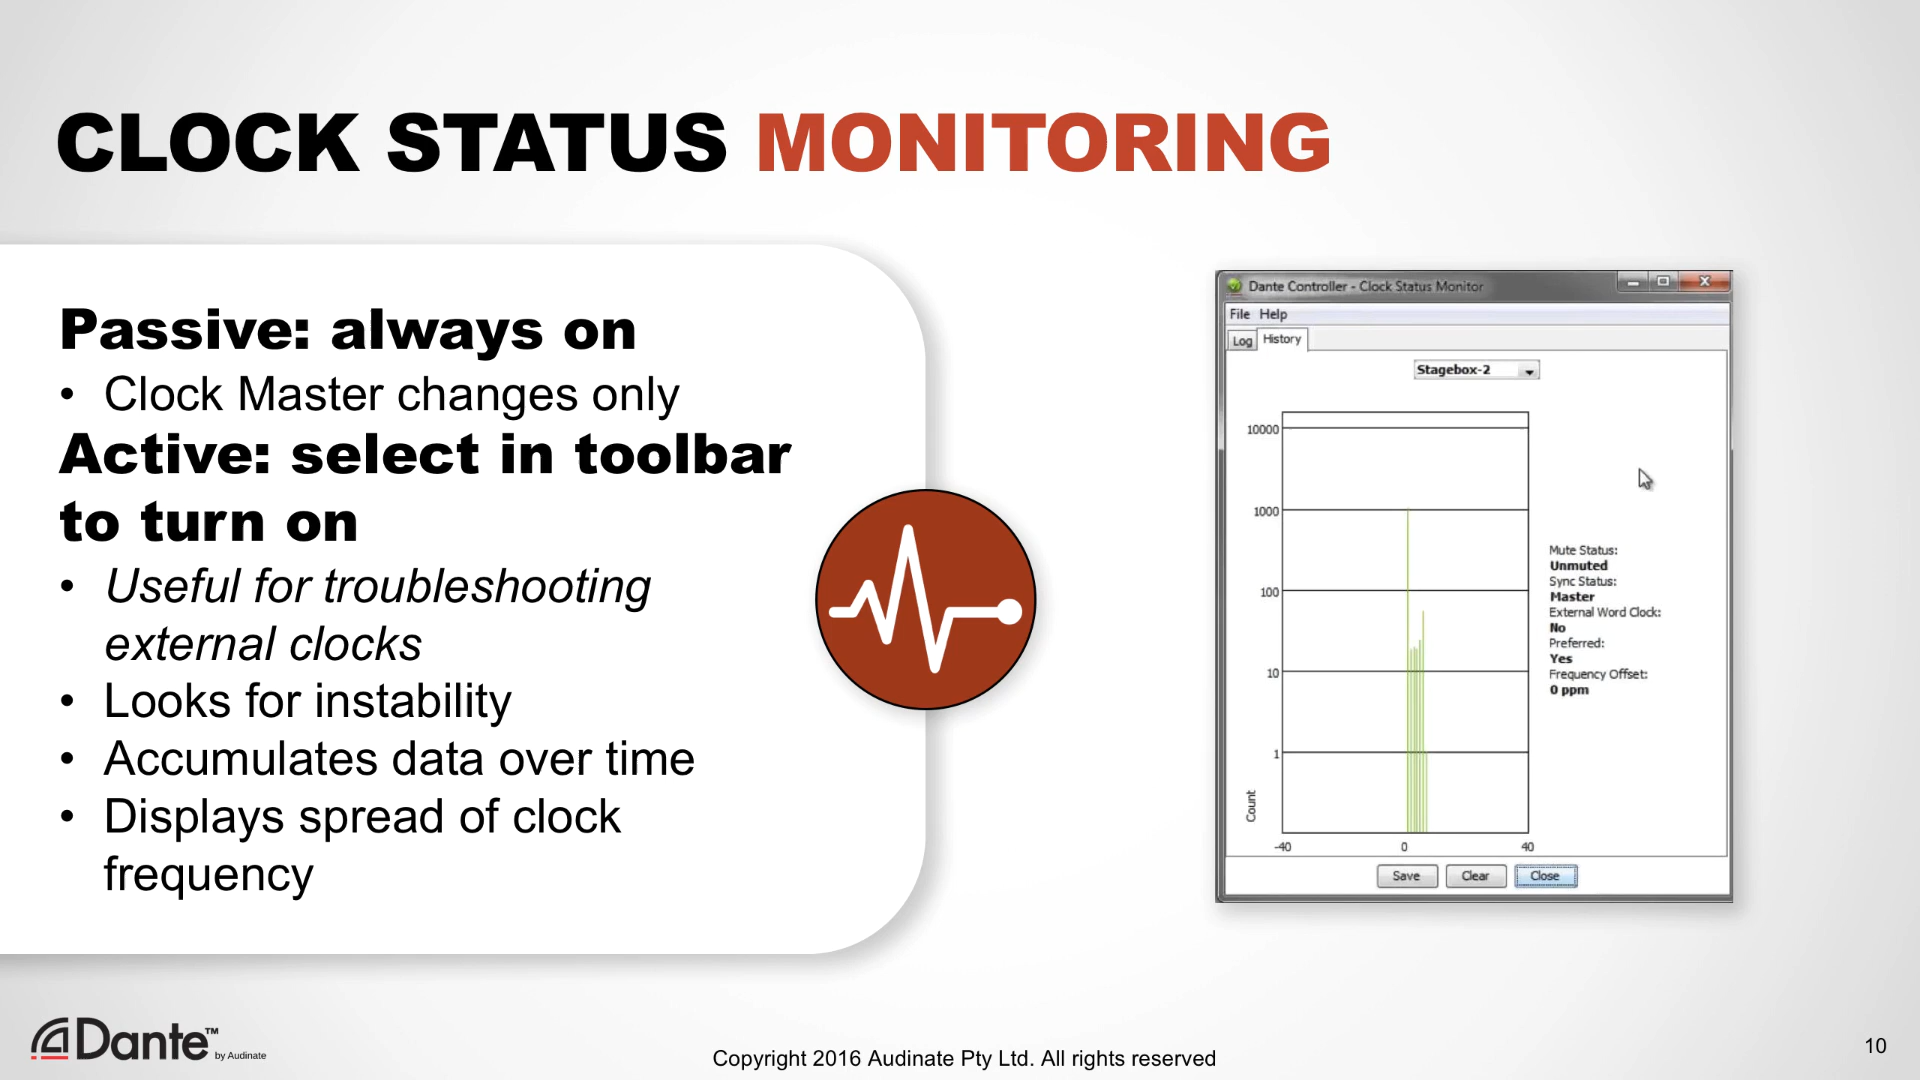 CLOCK STATUS MONITORING
Passive: always on
• Clock Master changes only
Active: select in toolbar
to turn on
• Useful for troubleshooting
external clocks
• Looks for instability
• Accumulates data over time
• Displays spread of clock
frequency
Dante Controller - Clock Status Monitor
File Help
Log History
Stagebox-2
10000
1000
100
10
1
Count
-40 0 40
Mute Status:
Unmuted
Sync Status:
Master
External Word Clock:
No
Preferred:
Yes
Frequency Offset:
0 ppm
Save Clear Close
Dante™ by Audinate
Copyright 2016 Audinate Pty Ltd. All rights reserved
10